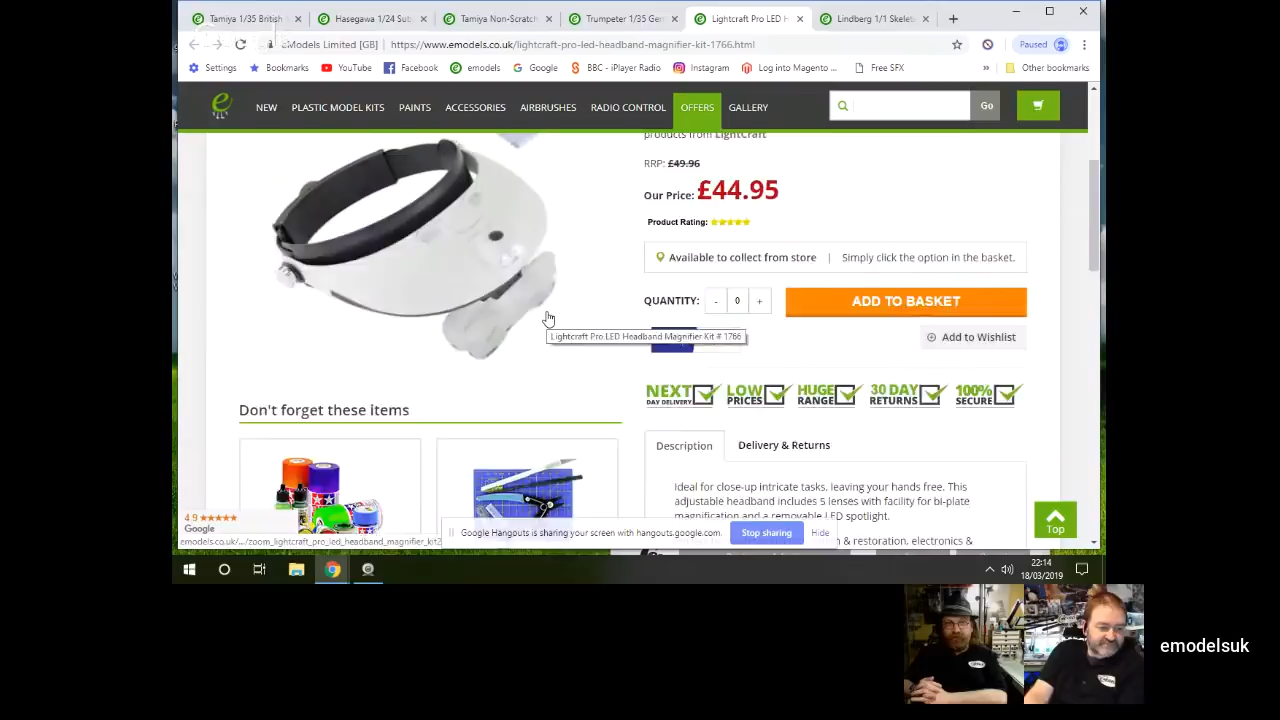 Tamiya 1/35 British
Hasegawa 1/24 Sub
Tamiya Non-Scratch
Trumpeter 1/35 Ger
Lightcraft Pro LED H
Lindberg 1/1 Skelet
eModels Limited [GB] | https://www.emodels.co.uk/lightcraft-pro-led-headband-magnifier-kit-1766.html
Paused
Settings
Bookmarks
YouTube
Facebook
emodels
Google
BBC - iPlayer Radio
Instagram
Log into Magento ...
Free SFX
»
Other bookmarks
NEW
PLASTIC MODEL KITS
PAINTS
ACCESSORIES
AIRBRUSHES
RADIO CONTROL
OFFERS
GALLERY
Go
products from LightCraft
RRP: £49.96
Our Price: £44.95
Product Rating:
Available to collect from store | Simply click the option in the basket.
QUANTITY: - 0 +
ADD TO BASKET
Lightcraft Pro LED Headband Magnifier Kit # 1766
Add to Wishlist
NEXT DAY DELIVERY
LOW PRICES
HUGE RANGE
30 DAY RETURNS
100% SECURE
Don't forget these items
Description
Delivery & Returns
Ideal for close-up intricate tasks, leaving your hands free. This
adjustable headband includes 5 lenses with facility for bi-plate
magnification and a removable LED spotlight.
& restoration, electronics &
4.9
Google
emodels.co.uk/.../zoom_lightcraft_pro_led_headband_magnifier_kit2
Google Hangouts is sharing your screen with hangouts.google.com.
Stop sharing
Hide
Top
22:14
18/03/2019
emodelsuk